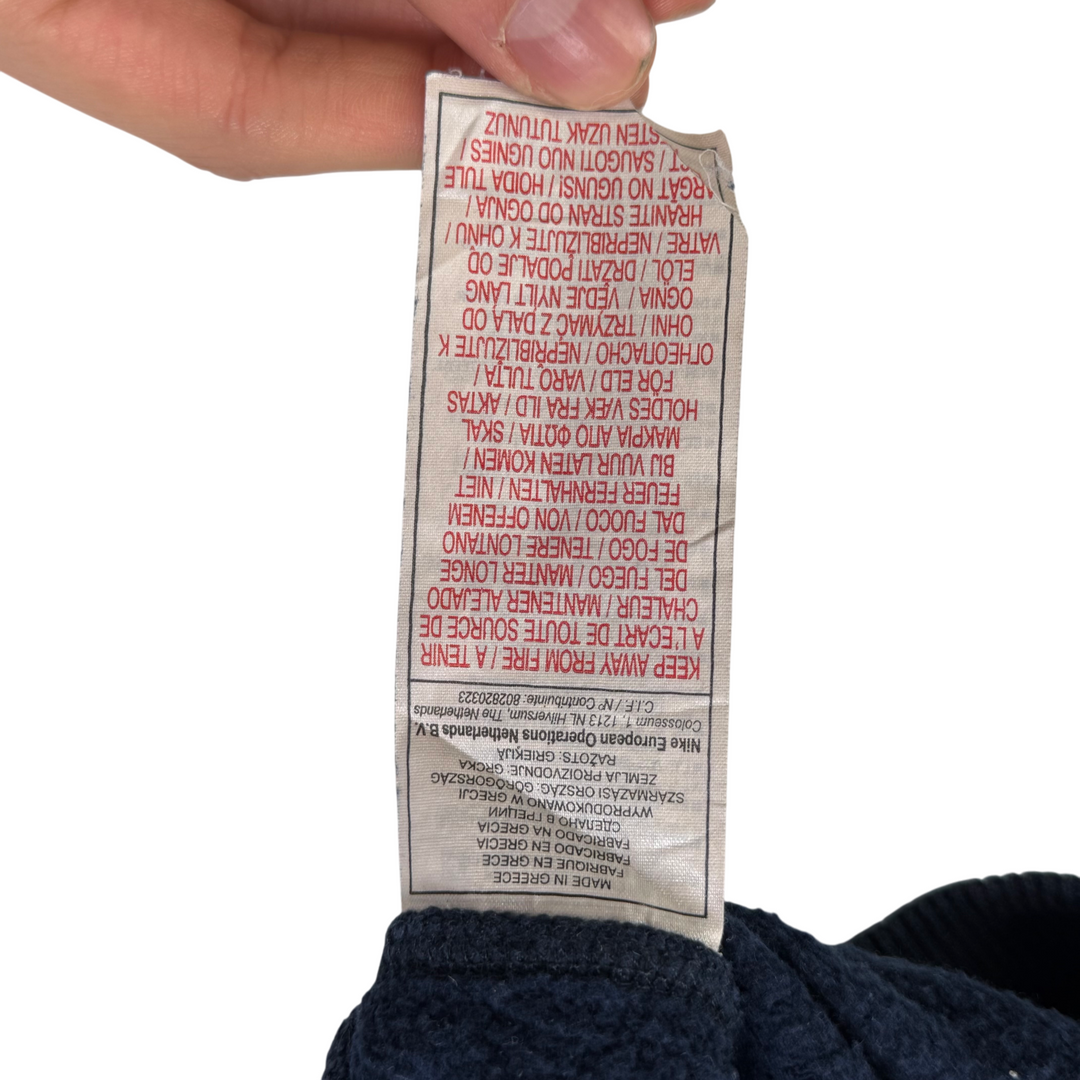 MADE IN GREECE
FABRIQUE EN GRECE
FABRICADO EN GRECIA
FABRICADO NA GRECIA
СДЕЛАНО В ГРЕЦИИ
WYPRODUKOWANO W GRECJI
SZÁRMAZÁSI ORSZÁG: GÖRÖGORSZÁG
ZEMLJA PROIZVODNJE: GRCKA
RAŽOTS: GRIEĶIJĀ
Nike European Operations Netherlands B.V.
Colosseum 1, 1213 NL Hilversum, The Netherlands
C.I.F./ Nº Contribuinte: 802820323
KEEP AWAY FROM FIRE / A TENIR
A L'ECART DE TOUTE SOURCE DE
CHALEUR / MANTENER ALEJADO
DEL FUEGO / MANTER LONGE
DE FOGO / TENERE LONTANO
DAL FUOCO / VON OFFENEM
FEUER FERNHALTEN / NIET
BIJ VUUR LATEN KOMEN /
ΜΑΚΡΙΑ ΑΠΟ ΦΩΤΙΑ / SKAL
HOLDES VÆK FRA ILD / AKTAS
FÖR ELD / VARO TULTA /
ОГНЕОПАСНО / NEPŘIBLIŽUJTE K
OHNI / TRZYMAĆ Z DALA OD
OGNIA / VÉDJE NYÍLT LÁNG
ELŐL / DRŽATI PODALJE OD
VATRE / NEPRIBLIŽUJTE K OHŇU /
HRANITE STRAN OD OGNJA /
ARGĀT NO UGUNS! / HOIDA TULE
SAUGOTI NUO UGNIES /
UZAK TUTUNUZ